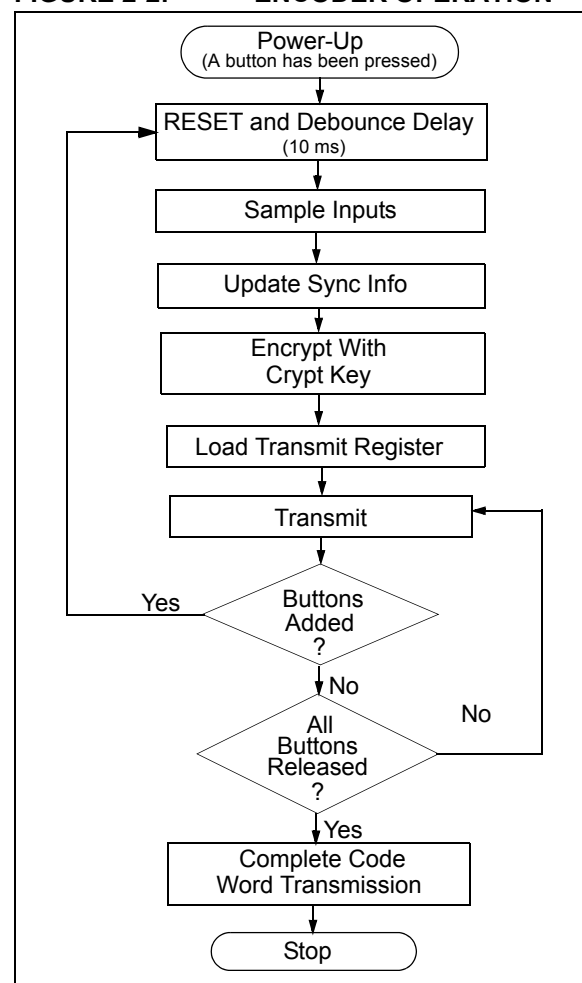 ENCODER OPERATION
Power-Up
(A button has been pressed)
RESET and Debounce Delay
(10 ms)
Sample Inputs
Update Sync Info
Encrypt With
Crypt Key
Load Transmit Register
Transmit
Yes
Buttons
Added
?
No
All
Buttons
Released
?
No
Yes
Complete Code
Word Transmission
Stop